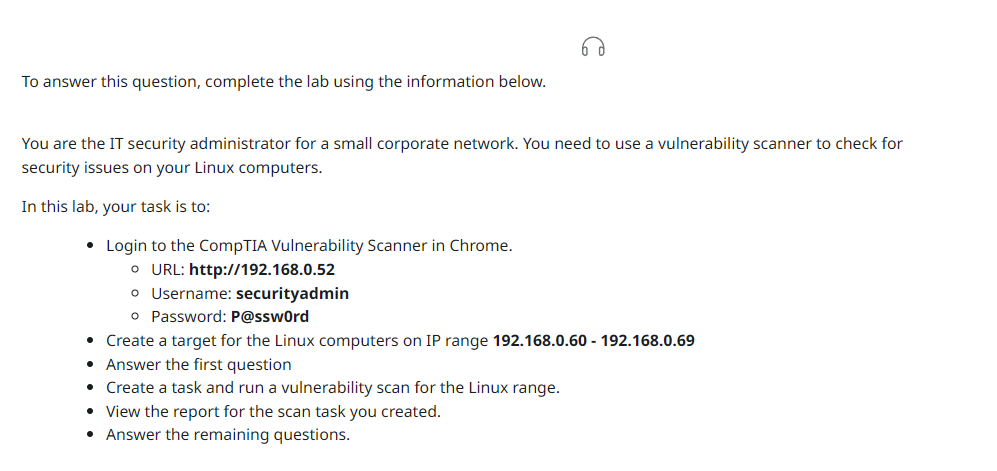 To answer this question, complete the lab using the information below.
You are the IT security administrator for a small corporate network. You need to use a vulnerability scanner to check for
security issues on your Linux computers.
In this lab, your task is to:
• Login to the CompTIA Vulnerability Scanner in Chrome.
○ URL: http://192.168.0.52
○ Username: securityadmin
○ Password: P@ssw0rd
• Create a target for the Linux computers on IP range 192.168.0.60 - 192.168.0.69
• Answer the first question
• Create a task and run a vulnerability scan for the Linux range.
• View the report for the scan task you created.
• Answer the remaining questions.